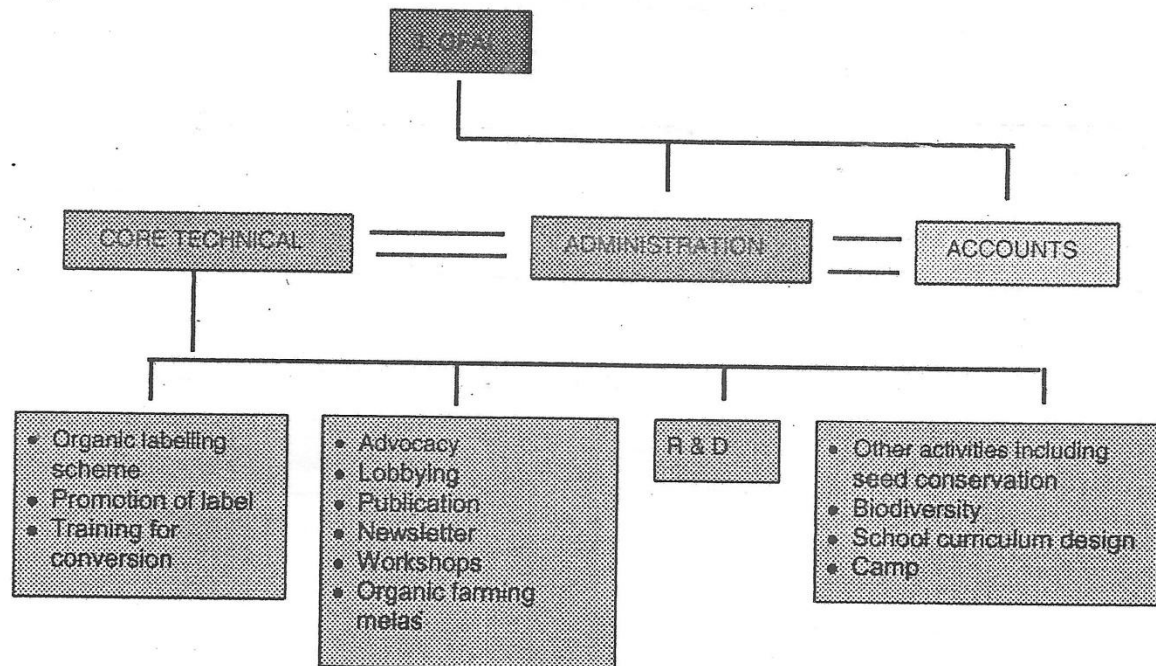 OFAI
CORE TECHNICAL
ADMINISTRATION
ACCOUNTS
• Organic labelling
scheme
• Promotion of label
• Training for
conversion
• Advocacy
• Lobbying
• Publication
• Newsletter
• Workshops
• Organic farming
melas
R & D
• Other activities including
seed conservation
• Biodiversity
• School curriculum design
• Camp